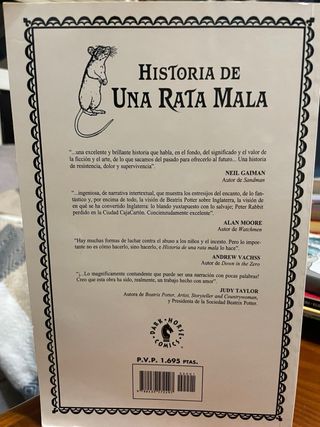 HISTORIA DE
UNA RATA MALA
"...una excelente y brillante historia que habla, en el fondo, del significado y el valor de
la ficción y el arte, de lo que sacamos del pasado para ofrecerlo al futuro... Una historia
de resistencia, dolor y supervivencia".
NEIL GAIMAN
Autor de Sandman
"...ingeniosa, de narrativa intertextual, que muestra los entresijos del encanto, de lo fan-
tástico y, por encima de todo, la visión de Beatrix Potter sobre Inglaterra, la visión de
en qué se ha convertido Inglaterra: lo blando yuxtapuesto con lo salvaje; Peter Rabbit
perdido en la Ciudad CajaCartón. Concienzudamente excelente".
ALAN MOORE
Autor de Watchmen
"Hay muchas formas de luchar contra el abuso a los niños y el incesto. Pero lo impor-
tante no es cómo hacerlo, sino hacerlo, e Historia de una rata mala lo hace".
ANDREW VACHSS
Autor de Down in the Zero
"¡...Lo magníficamente contundente que puede ser una narración con pocas palabras!
Creo que esta obra ha sido, realmente, un trabajo hecho con amor".
JUDY TAYLOR
Autora de Beatrix Potter, Artist, Storyteller and Countrywoman,
y Presidenta de la Sociedad Beatrix Potter.
DARK HORSE
COMICS
P.V.P. 1.695 PTAS.